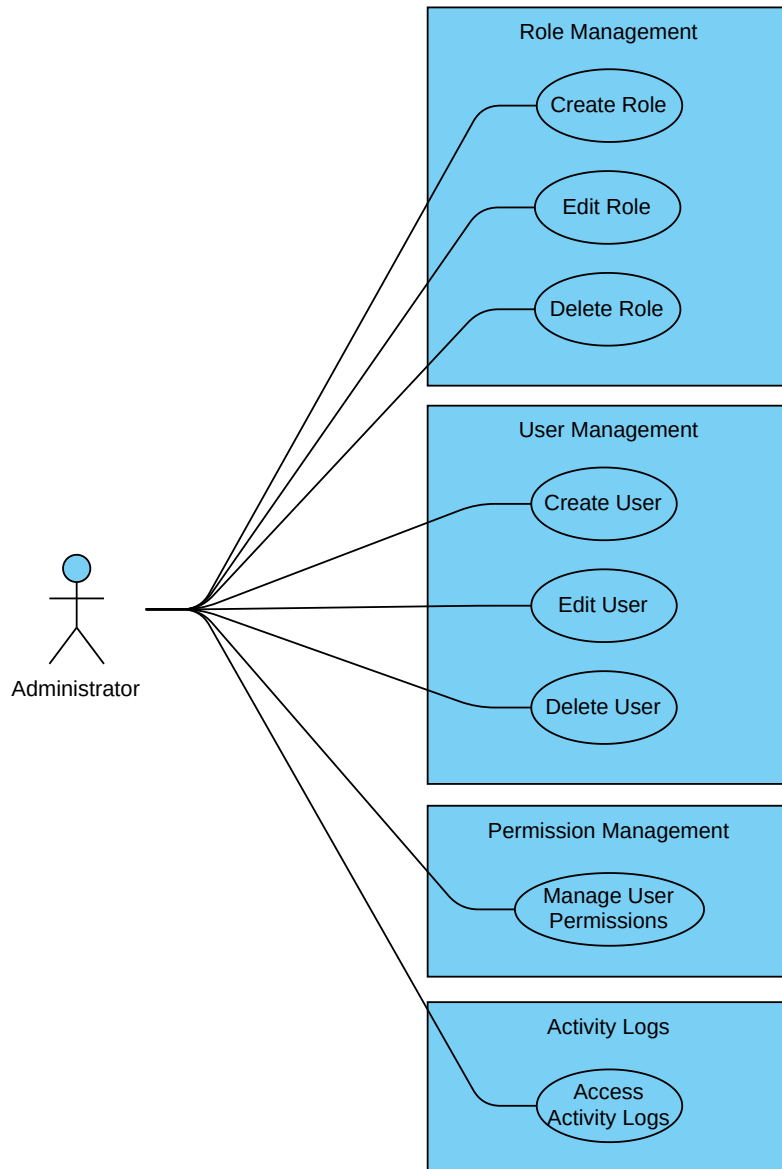 Role Management
Create Role
Edit Role
Delete Role
User Management
Create User
Edit User
Delete User
Administrator
Permission Management
Manage User
Permissions
Activity Logs
Access
Activity Logs